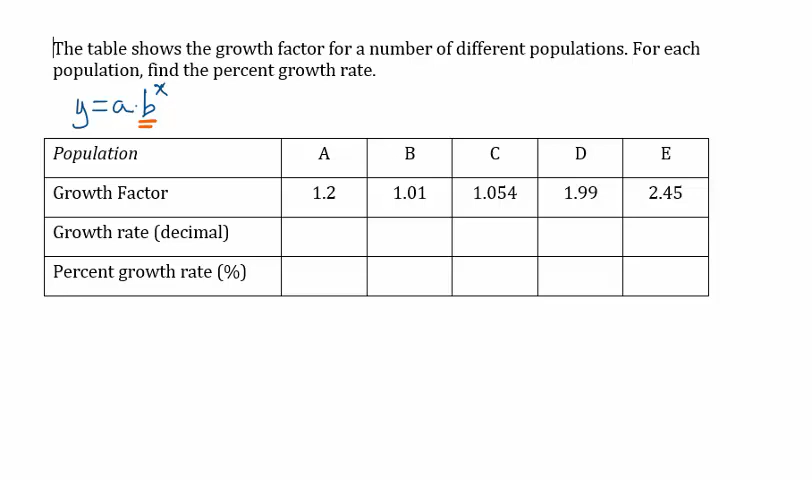 The table shows the growth factor for a number of different populations. For each
population, find the percent growth rate.
y=a·bˣ
Population A B C D E
Growth Factor 1.2 1.01 1.054 1.99 2.45
Growth rate (decimal)
Percent growth rate (%)